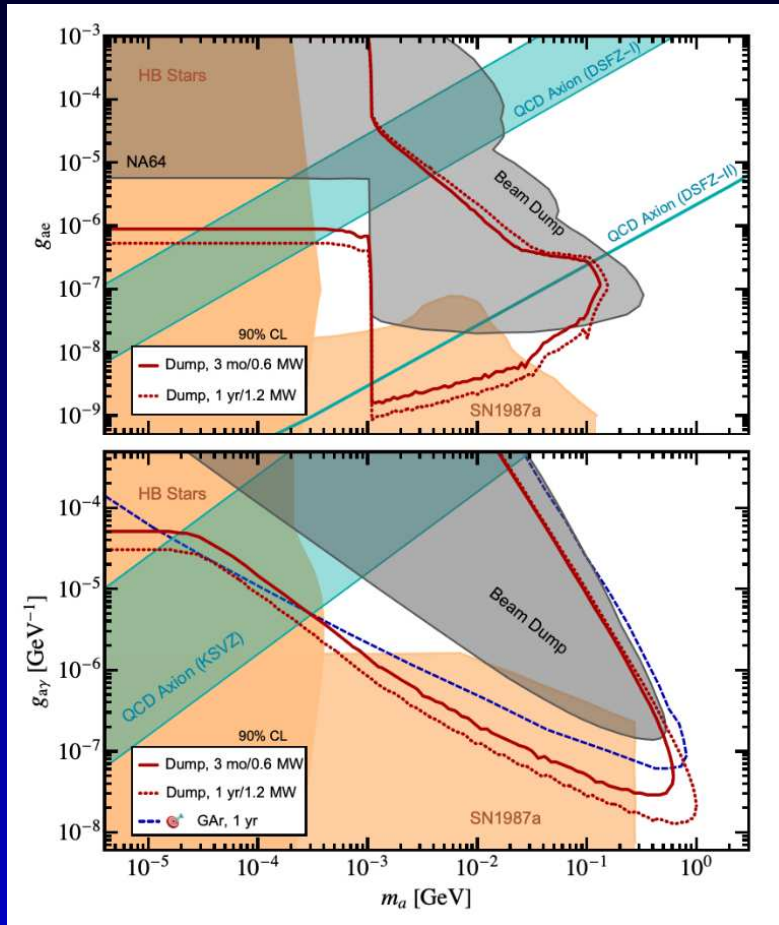 10⁻³
10⁻⁴
10⁻⁵
10⁻⁶
10⁻⁷
10⁻⁸
10⁻⁹
gₐₑ
HB Stars
NA64
QCD Axion (DSFZ-I)
Beam Dump
QCD Axion (DSFZ-II)
SN1987a
90% CL
Dump, 3 mo/0.6 MW
Dump, 1 yr/1.2 MW
10⁻⁴
10⁻⁵
10⁻⁶
10⁻⁷
10⁻⁸
gₐᵧ [GeV⁻¹]
HB Stars
QCD Axion (KSVZ)
Beam Dump
SN1987a
90% CL
Dump, 3 mo/0.6 MW
Dump, 1 yr/1.2 MW
GAr, 1 yr
10⁻⁵ 10⁻⁴ 10⁻³ 10⁻² 10⁻¹ 10⁰
mₐ [GeV]